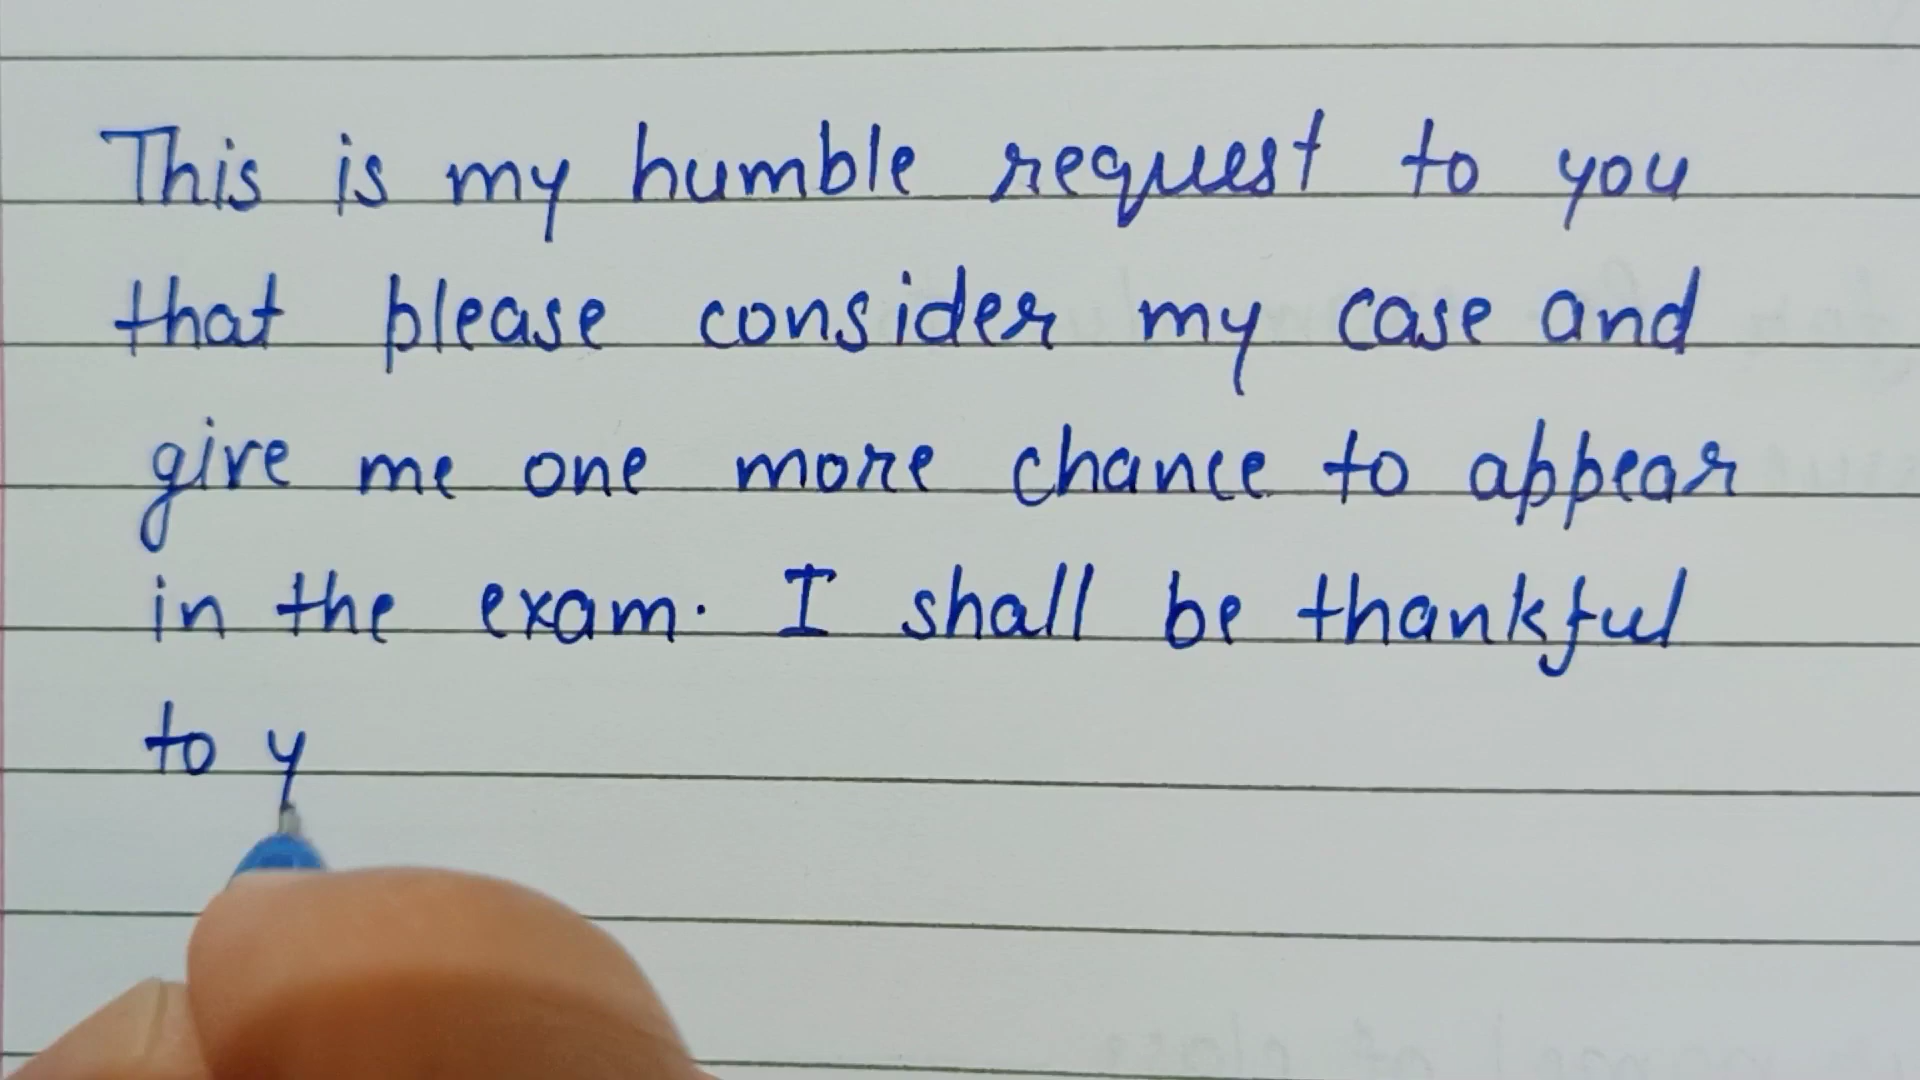 This is my humble request to you
that please consider my case and
give me one more chance to appear
in the exam. I shall be thankful
to y